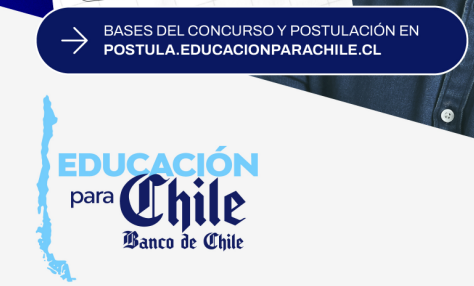 BASES DEL CONCURSO Y POSTULACIÓN EN
POSTULA.EDUCACIONPARACHILE.CL
EDUCACIÓN
para Chile
Banco de Chile